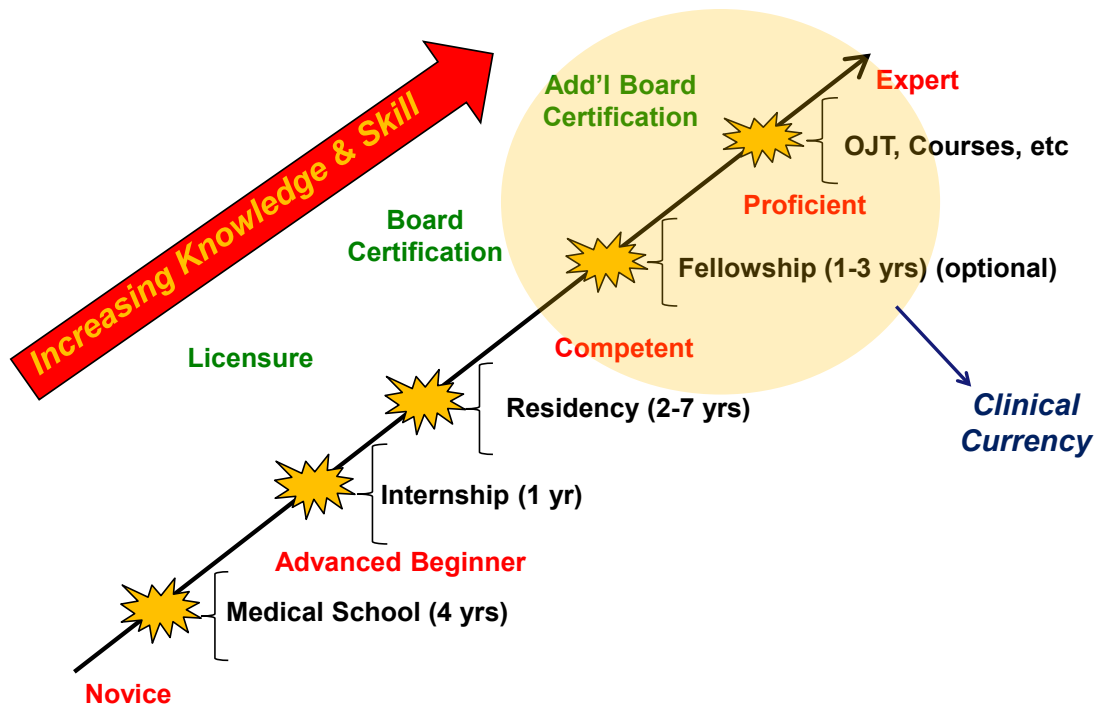 Increasing Knowledge & Skill
Add'l Board
Certification
Expert
OJT, Courses, etc
Proficient
Board
Certification
Fellowship (1-3 yrs) (optional)
Competent
Licensure
Residency (2-7 yrs)
Clinical
Currency
Internship (1 yr)
Advanced Beginner
Medical School (4 yrs)
Novice